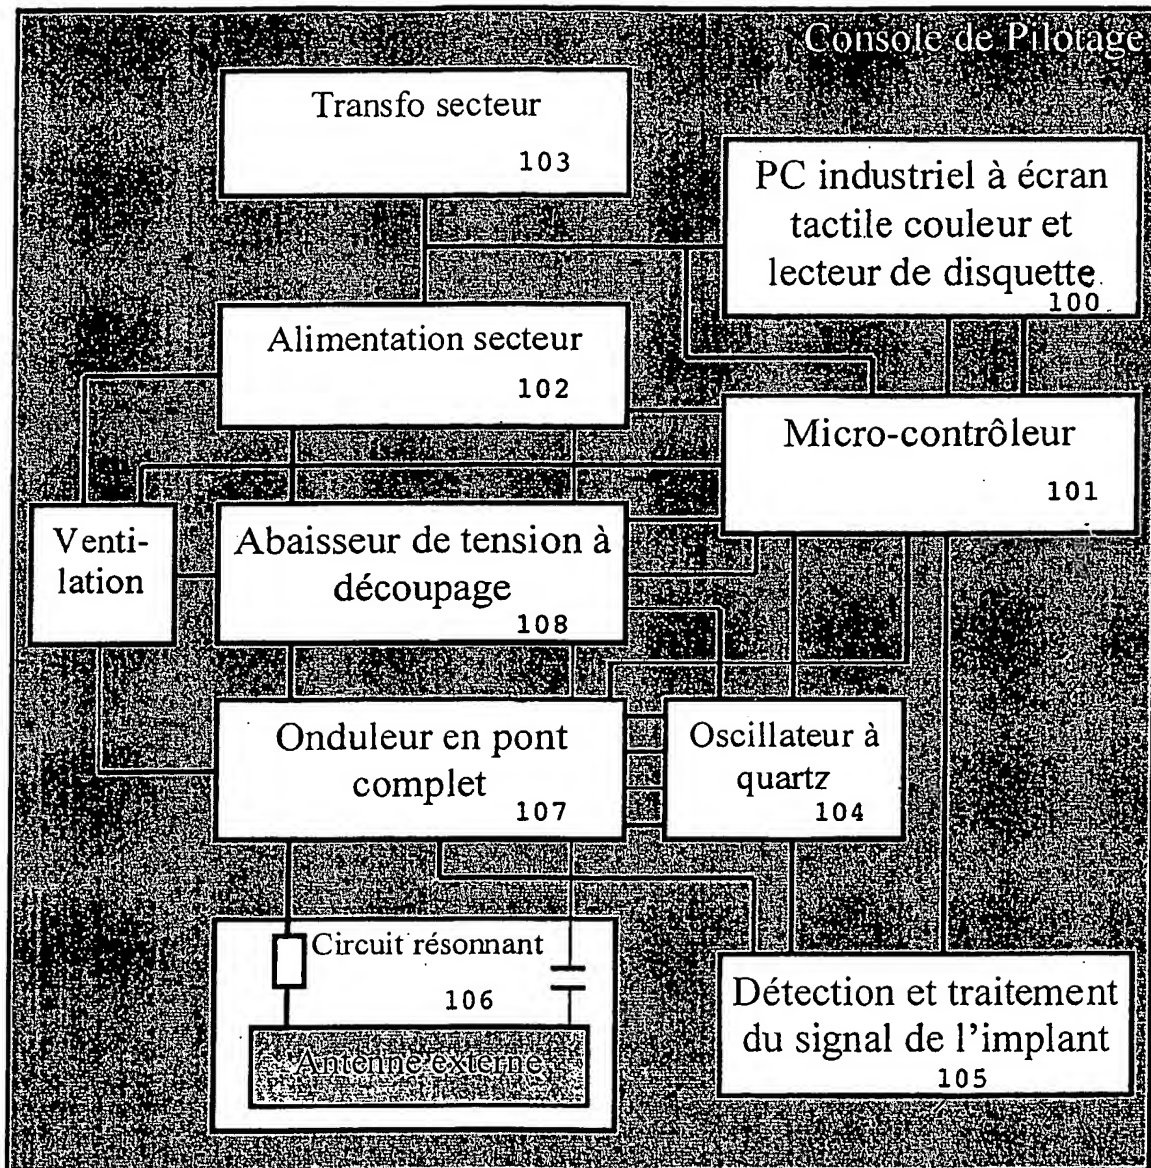 Console de Pilotage
Transfo secteur
103
PC industriel à écran
tactile couleur et
lecteur de disquette
100
Alimentation secteur
102
Micro-contrôleur
101
Venti-
lation
Abaisseur de tension à
découpage
108
Onduleur en pont
complet
107
Oscillateur à
quartz
104
Circuit résonnant
106
Antenne externe
Détection et traitement
du signal de l'implant
105